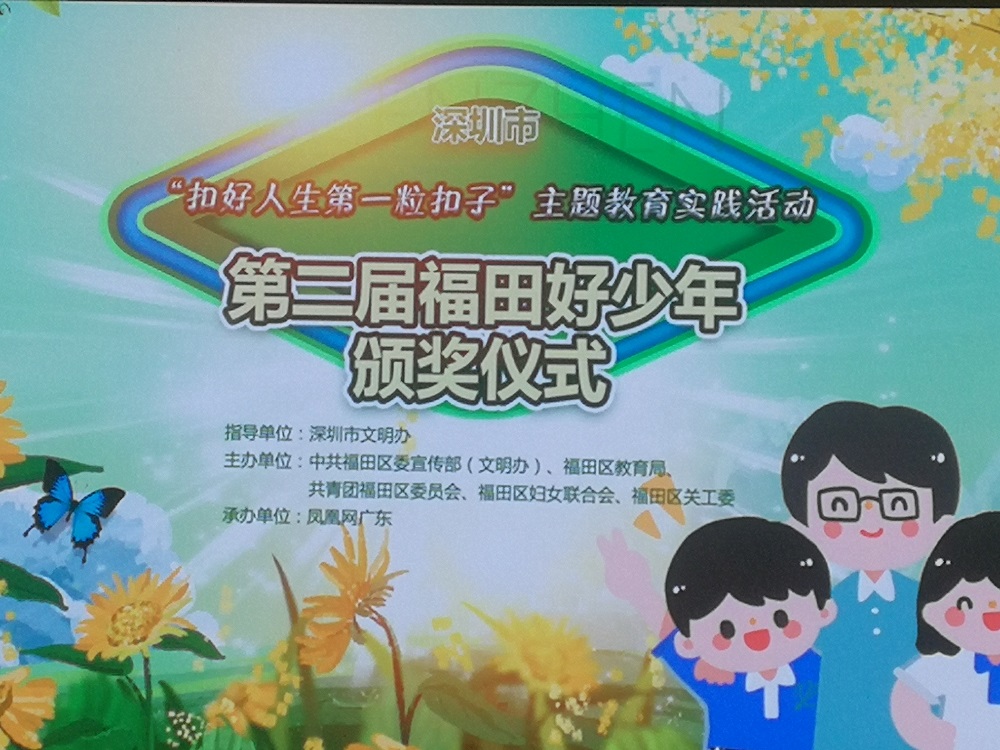 深圳市
“扣好人生第一粒扣子” 主题教育实践活动
第二届福田好少年
颁奖仪式
指导单位：深圳市文明办
主办单位：中共福田区委宣传部（文明办）、福田区教育局、
共青团福田区委员会、福田区妇女联合会、福田区关工委
承办单位：凤凰网广东